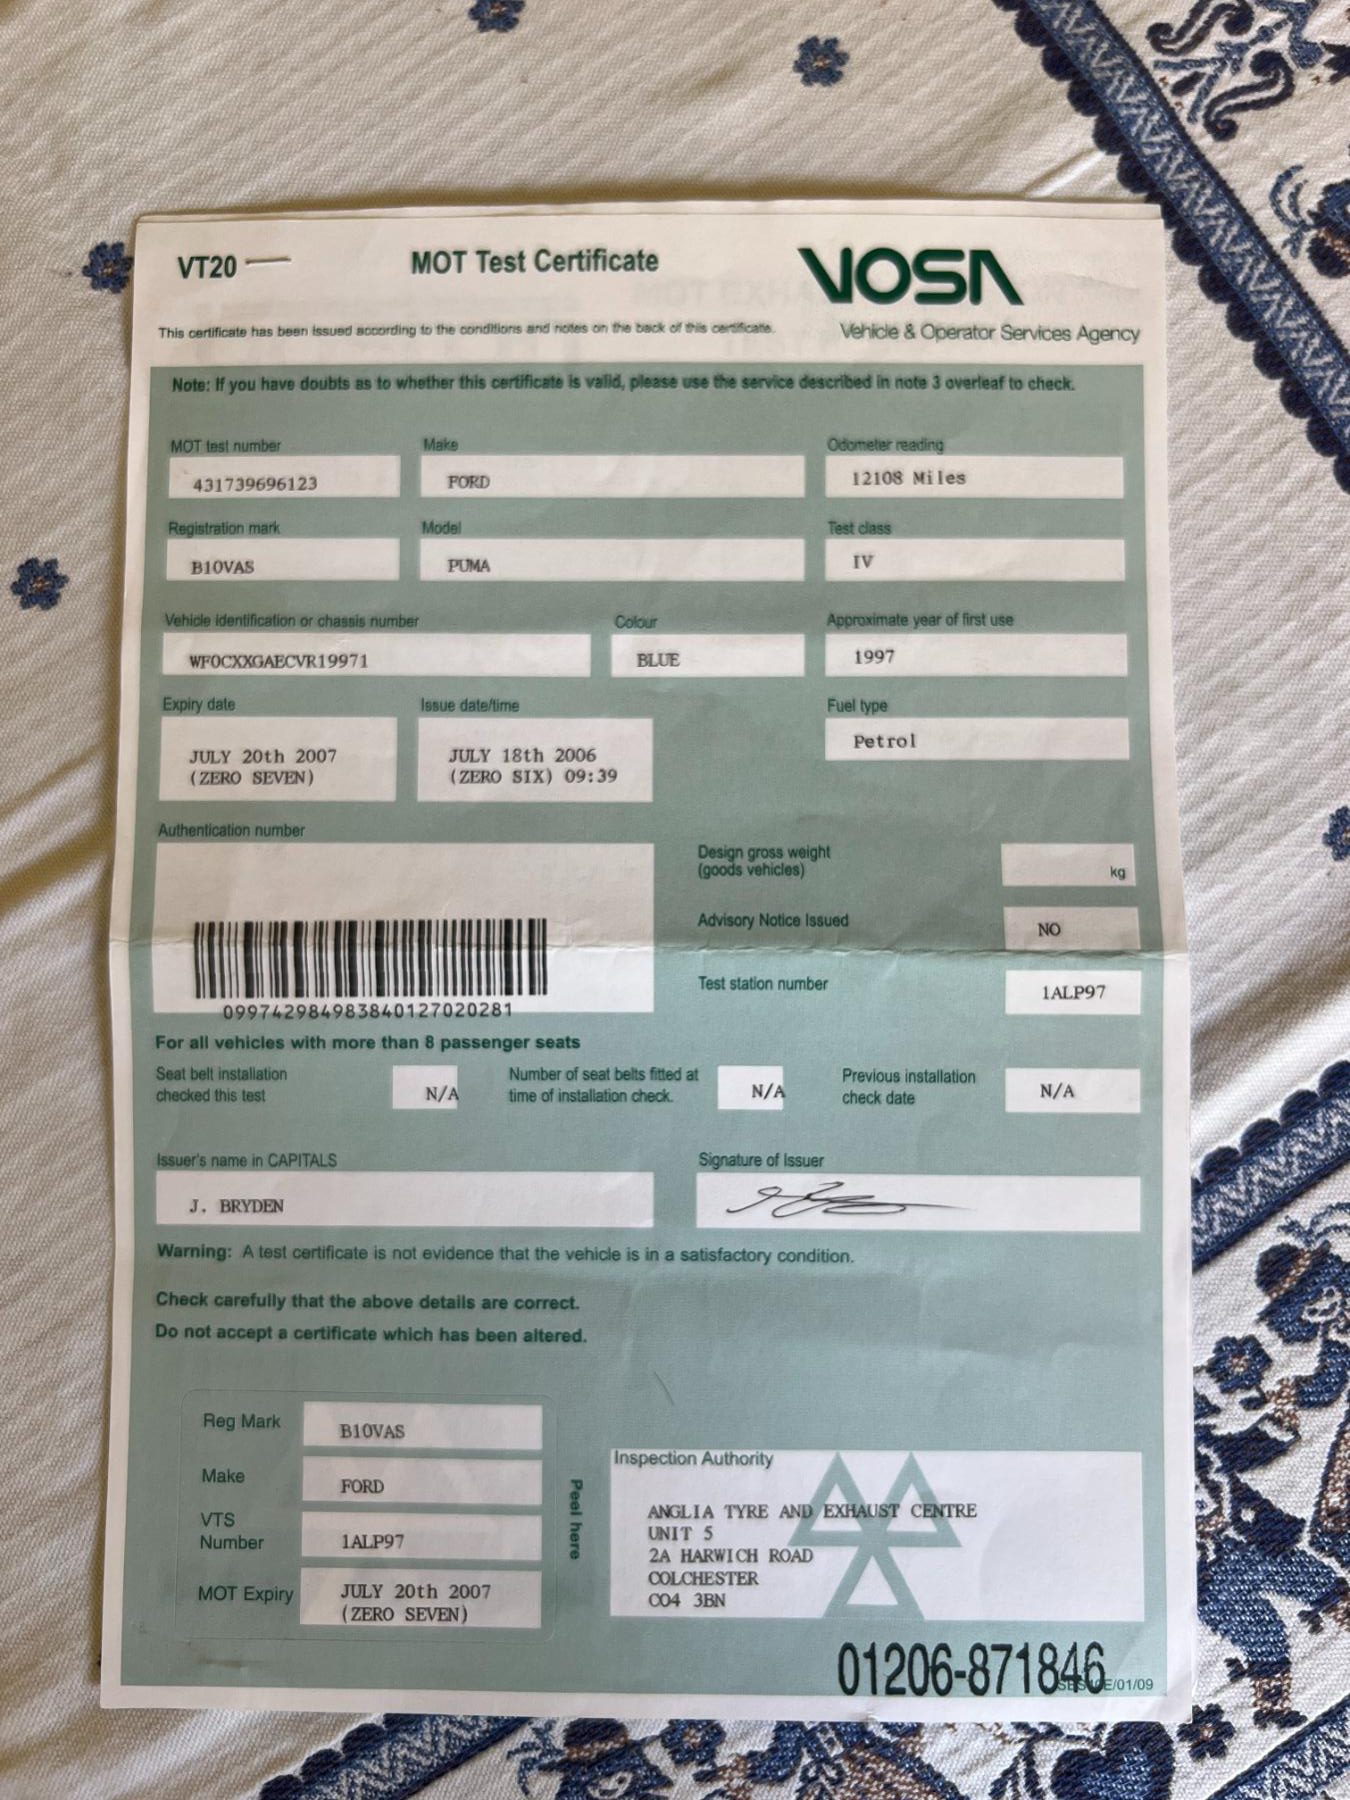 VT20
MOT Test Certificate
VOSA
This certificate has been issued according to the conditions and notes on the back of this certificate.
Vehicle & Operator Services Agency
Note: If you have doubts as to whether this certificate is valid, please use the service described in note 3 overleaf to check.
MOT test number
Make
Odometer reading
431739696123
FORD
12108 Miles
Registration mark
Model
Test class
B10VAS
PUMA
IV
Vehicle identification or chassis number
Colour
Approximate year of first use
WF0CXXGAECVR19971
BLUE
1997
Expiry date
Issue date/time
Fuel type
JULY 20th 2007
(ZERO SEVEN)
JULY 18th 2006
(ZERO SIX) 09:39
Petrol
Authentication number
Design gross weight
(goods vehicles)
kg
Advisory Notice Issued
NO
Test station number
1ALP97
09974298498384012702028​1
For all vehicles with more than 8 passenger seats
Seat belt installation
checked this test
N/A
Number of seat belts fitted at
time of installation check.
N/A
Previous installation
check date
N/A
Issuer's name in CAPITALS
Signature of Issuer
J. BRYDEN
Warning: A test certificate is not evidence that the vehicle is in a satisfactory condition.
Check carefully that the above details are correct.
Do not accept a certificate which has been altered.
Reg Mark
B10VAS
Make
FORD
VTS
Number
1ALP97
MOT Expiry
JULY 20th 2007
(ZERO SEVEN)
Peel here
Inspection Authority
ANGLIA TYRE AND EXHAUST CENTRE
UNIT 5
2A HARWICH ROAD
COLCHESTER
CO4 3BN
01206-871846
E/01/09